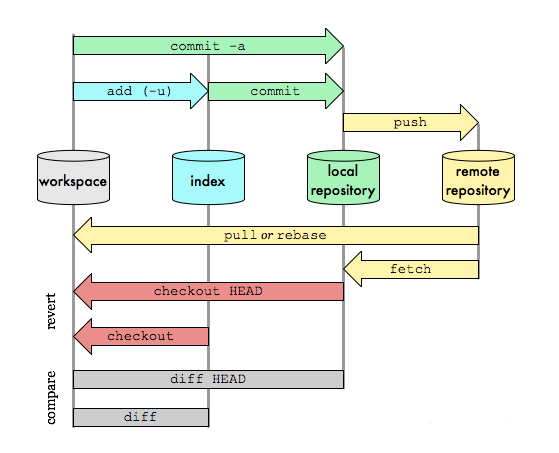 commit -a
add (-u)
commit
push
workspace
index
local
repository
remote
repository
pull or rebase
fetch
revert
checkout HEAD
checkout
compare
diff HEAD
diff